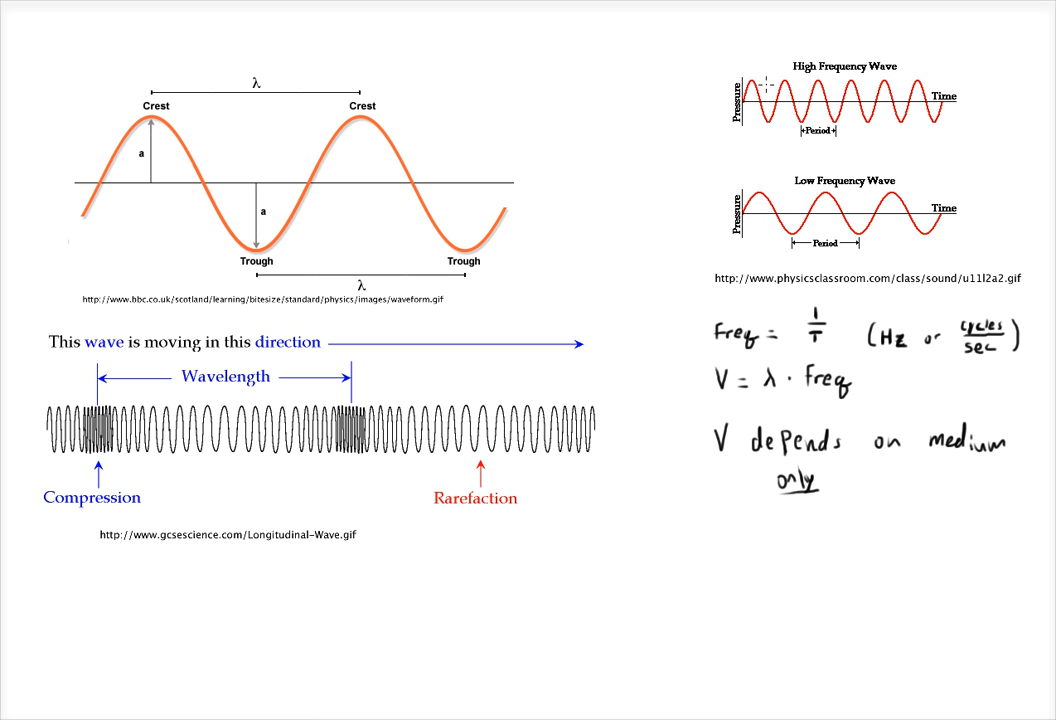 λ
Crest Crest
a
a
Trough Trough
λ
http://www.bbc.co.uk/scotland/learning/bitesize/standard/physics/images/waveform.gif
This wave is moving in this direction
Wavelength
Compression Rarefaction
http://www.gcsescience.com/Longitudinal-Wave.gif
High Frequency Wave
Pressure
Time
Period
Low Frequency Wave
Pressure
Time
Period
http://www.physicsclassroom.com/class/sound/u11l2a2.gif
Freq = 1/T (Hz or cycles/sec)
V = λ · freq
V depends on medium
only